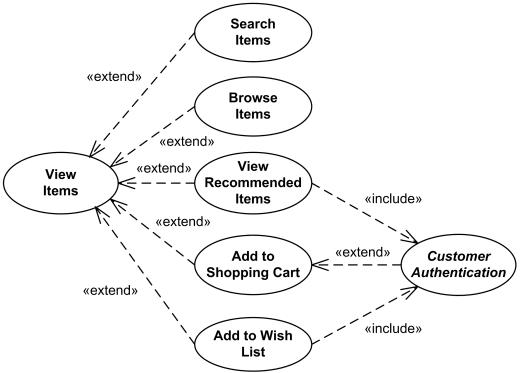 Search
Items
«extend»
Browse
Items
«extend»
View
Recommended
Items
«extend»
View
Items
«include»
«extend»
Add to
Shopping Cart
«extend»
Customer
Authentication
«extend»
Add to Wish
List
«include»